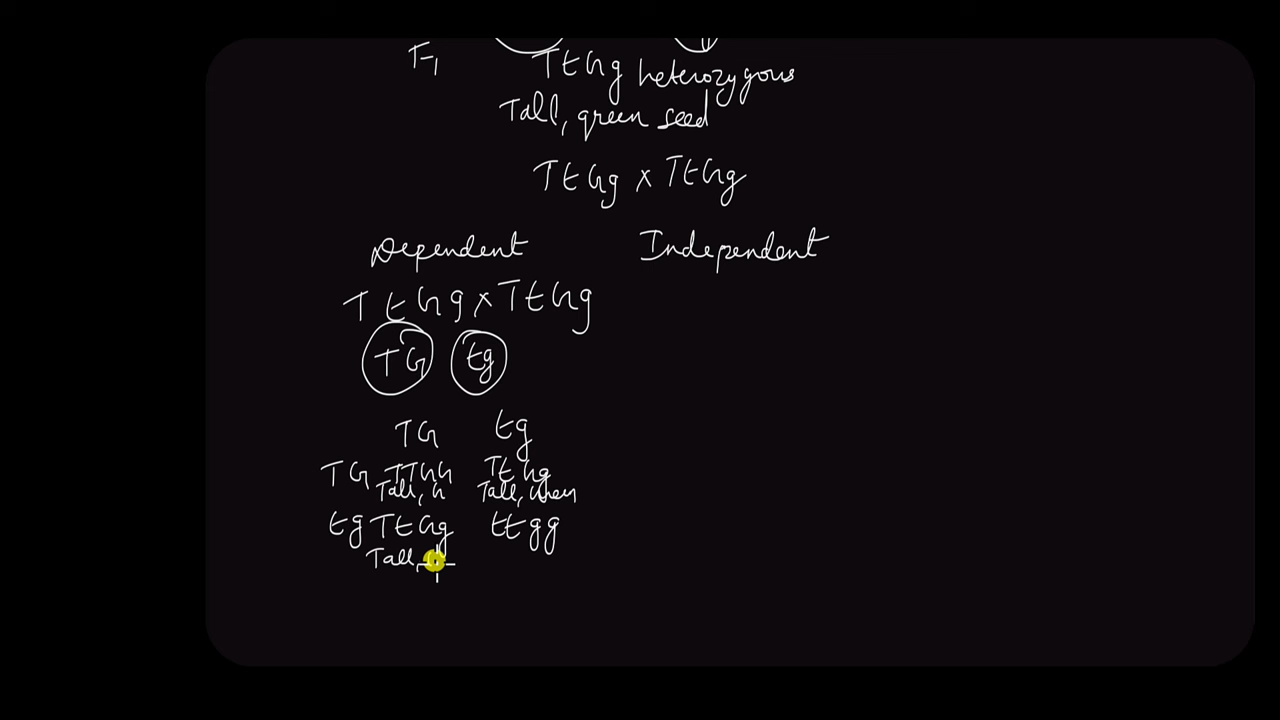 F1 TtGg heterozygous
Tall, green seed
TtGg x TtGg
Dependent Independent
TtGg x TtGg
TG tg
TG tg
TG TTGG TtGg
Tall, G Tall, Green
tg TtGg ttgg
Tall, G